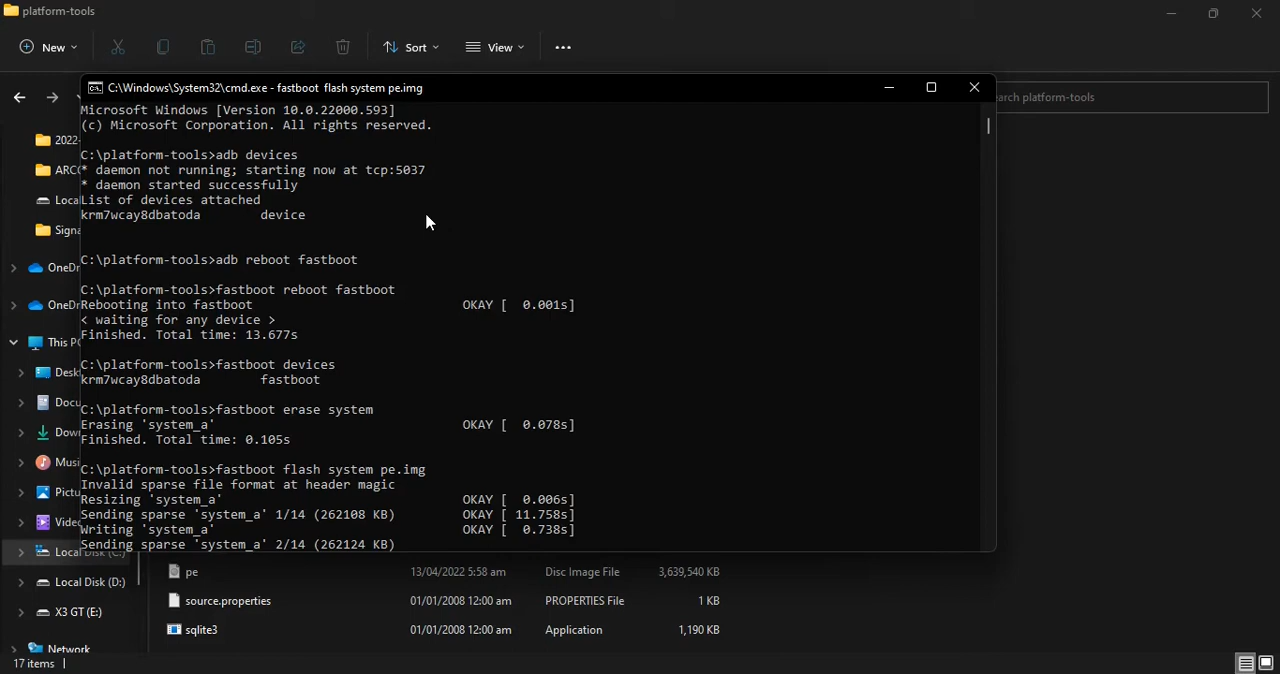 platform-tools
New
Sort
View
C:\Windows\System32\cmd.exe - fastboot flash system pe.img
Microsoft Windows [Version 10.0.22000.593]
(c) Microsoft Corporation. All rights reserved.
C:\platform-tools>adb devices
* daemon not running; starting now at tcp:5037
* daemon started successfully
List of devices attached
krm7wcay8dbatoda        device
C:\platform-tools>adb reboot fastboot
C:\platform-tools>fastboot reboot fastboot
Rebooting into fastboot                            OKAY [  0.001s]
< waiting for any device >
Finished. Total time: 13.677s
C:\platform-tools>fastboot devices
krm7wcay8dbatoda        fastboot
C:\platform-tools>fastboot erase system
Erasing 'system_a'                                 OKAY [  0.078s]
Finished. Total time: 0.105s
C:\platform-tools>fastboot flash system pe.img
Invalid sparse file format at header magic
Resizing 'system_a'                                OKAY [  0.006s]
Sending sparse 'system_a' 1/14 (262108 KB)         OKAY [ 11.758s]
Writing 'system_a'                                 OKAY [  0.738s]
Sending sparse 'system_a' 2/14 (262124 KB)
arch platform-tools
2022-
ARCO
Loca
Signa
OneDr
OneDr
This PC
Desk
Docu
Dow
Musi
Pictu
Video
Local Disk (C:)
Local Disk (D:)
X3 GT (E:)
Network
pe 13/04/2022 5:58 am Disc Image File 3,639,540 KB
source.properties 01/01/2008 12:00 am PROPERTIES File 1 KB
sqlite3 01/01/2008 12:00 am Application 1,190 KB
17 items